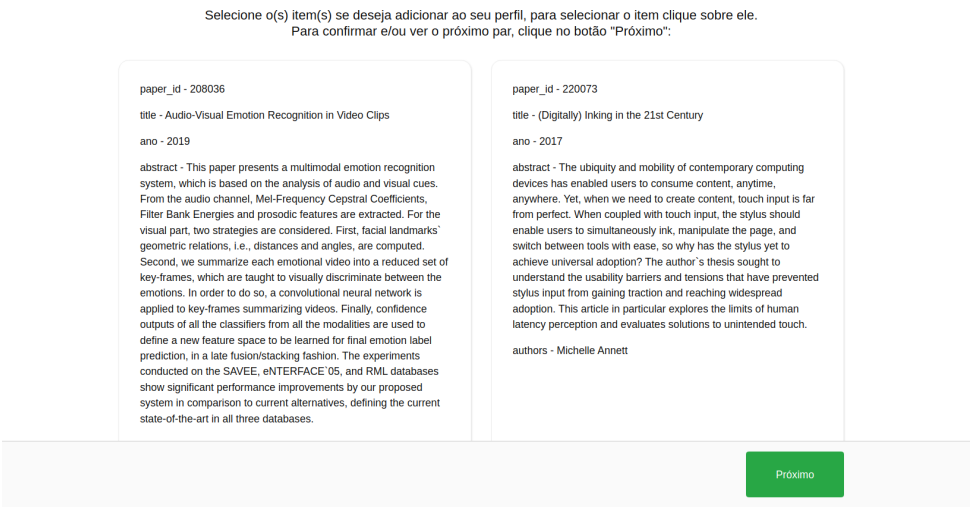 Selecione o(s) item(s) se deseja adicionar ao seu perfil, para selecionar o item clique sobre ele.
Para confirmar e/ou ver o próximo par, clique no botão "Próximo":
paper_id - 208036
title - Audio-Visual Emotion Recognition in Video Clips
ano - 2019
abstract - This paper presents a multimodal emotion recognition
system, which is based on the analysis of audio and visual cues.
From the audio channel, Mel-Frequency Cepstral Coefficients,
Filter Bank Energies and prosodic features are extracted. For the
visual part, two strategies are considered. First, facial landmarks`
geometric relations, i.e., distances and angles, are computed.
Second, we summarize each emotional video into a reduced set of
key-frames, which are taught to visually discriminate between the
emotions. In order to do so, a convolutional neural network is
applied to key-frames summarizing videos. Finally, confidence
outputs of all the classifiers from all the modalities are used to
define a new feature space to be learned for final emotion label
prediction, in a late fusion/stacking fashion. The experiments
conducted on the SAVEE, eNTERFACE`05, and RML databases
show significant performance improvements by our proposed
system in comparison to current alternatives, defining the current
state-of-the-art in all three databases.
paper_id - 220073
title - (Digitally) Inking in the 21st Century
ano - 2017
abstract - The ubiquity and mobility of contemporary computing
devices has enabled users to consume content, anytime,
anywhere. Yet, when we need to create content, touch input is far
from perfect. When coupled with touch input, the stylus should
enable users to simultaneously ink, manipulate the page, and
switch between tools with ease, so why has the stylus yet to
achieve universal adoption? The author`s thesis sought to
understand the usability barriers and tensions that have prevented
stylus input from gaining traction and reaching widespread
adoption. This article in particular explores the limits of human
latency perception and evaluates solutions to unintended touch.
authors - Michelle Annett
Próximo